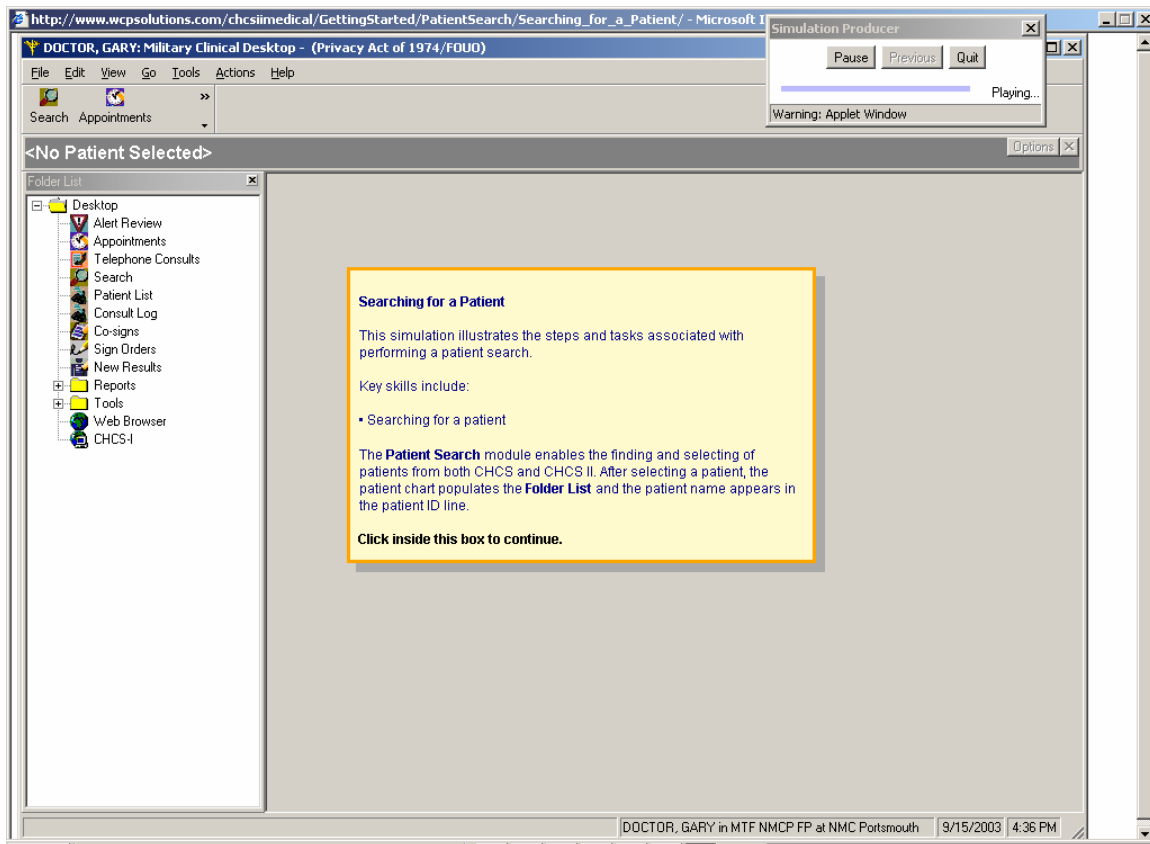 http://www.wcpsolutions.com/chcsiimedical/GettingStarted/PatientSearch/Searching_for_a_Patient/ - Microsoft I
Simulation Producer
Pause Previous Quit
Playing...
Warning: Applet Window
DOCTOR, GARY: Military Clinical Desktop - (Privacy Act of 1974/FOUO)
File Edit View Go Tools Actions Help
Search Appointments
<No Patient Selected>
Options
Folder List
Desktop
Alert Review
Appointments
Telephone Consults
Search
Patient List
Consult Log
Co-signs
Sign Orders
New Results
Reports
Tools
Web Browser
CHCS-I
Searching for a Patient
This simulation illustrates the steps and tasks associated with
performing a patient search.
Key skills include:
• Searching for a patient
The Patient Search module enables the finding and selecting of
patients from both CHCS and CHCS II. After selecting a patient, the
patient chart populates the Folder List and the patient name appears in
the patient ID line.
Click inside this box to continue.
DOCTOR, GARY in MTF NMCP FP at NMC Portsmouth 9/15/2003 4:36 PM